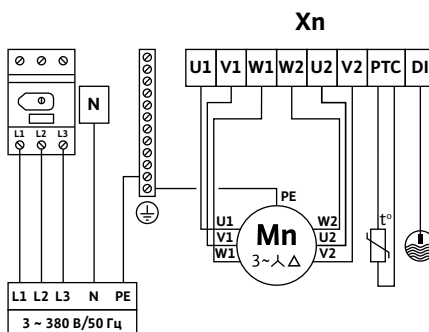 Xn
U1 V1 W1 W2 U2 V2 PTC DI
N
L1 L2 L3
PE
t°
U1 W2
V1 Mn U2
W1 3~ V2
L1 L2 L3 N PE
3 ~ 380 В/50 Гц